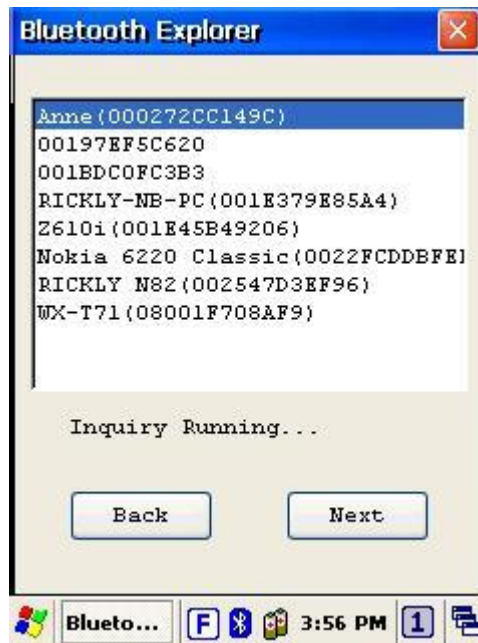 Bluetooth Explorer
Anne(000272CC149C)
00197EF5C620
001BDC0FC3B3
RICKLY-NB-PC(001E379E85A4)
Z610i(001E45B49206)
Nokia 6220 Classic(0022FCDDBFE
RICKLY N82(002547D3EF96)
WX-T71(08001F708AF9)
Inquiry Running...
Back
Next
Blueto...
F
3:56 PM
1